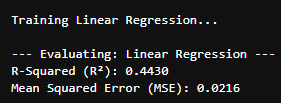 Training Linear Regression...
--- Evaluating: Linear Regression ---
R-Squared (R²): 0.4430
Mean Squared Error (MSE): 0.0216